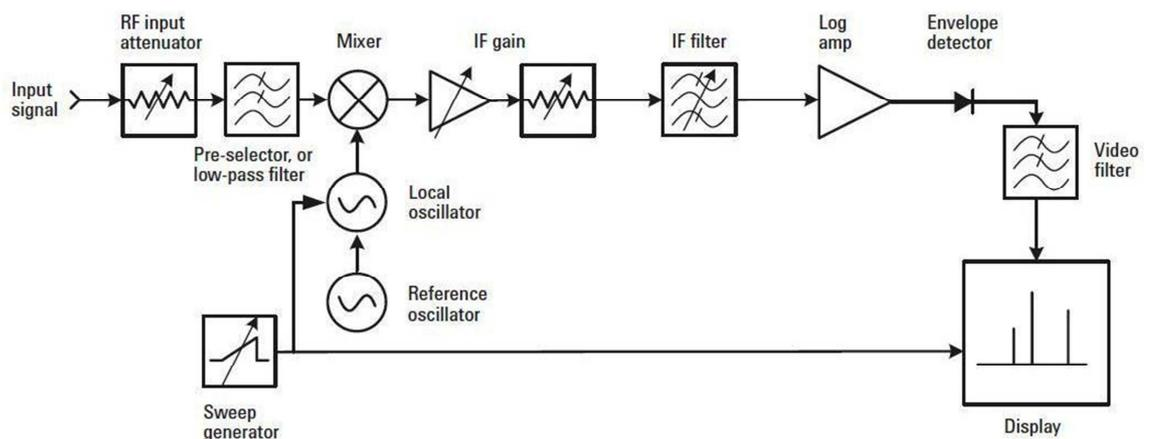 RF input
attenuator
Mixer
IF gain
IF filter
Log
amp
Envelope
detector
Input
signal
Pre-selector, or
low-pass filter
Local
oscillator
Video
filter
Reference
oscillator
Sweep
generator
Display